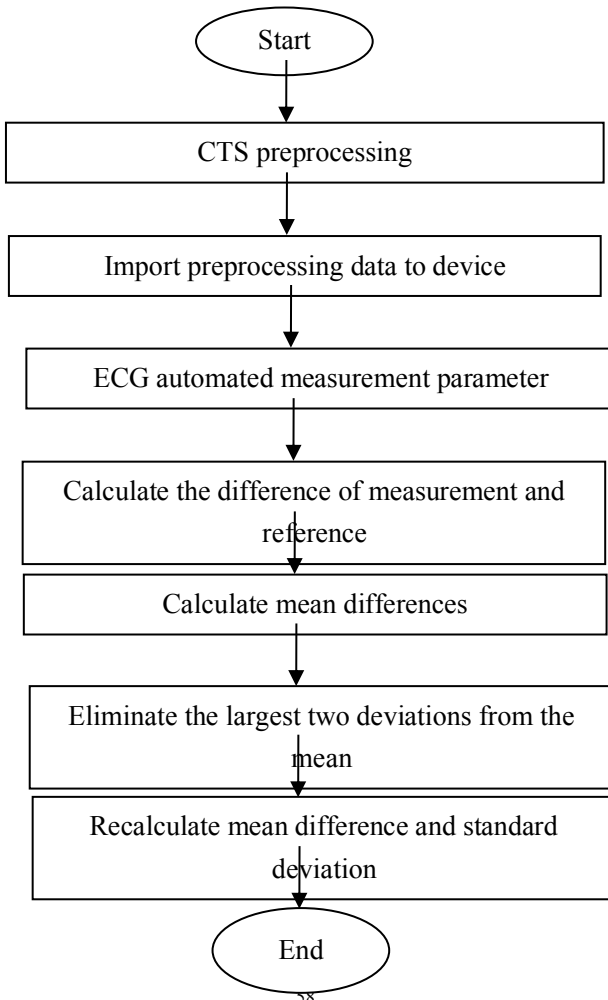 Start
CTS preprocessing
Import preprocessing data to device
ECG automated measurement parameter
Calculate the difference of measurement and
reference
Calculate mean differences
Eliminate the largest two deviations from the
mean
Recalculate mean difference and standard
deviation
End
58